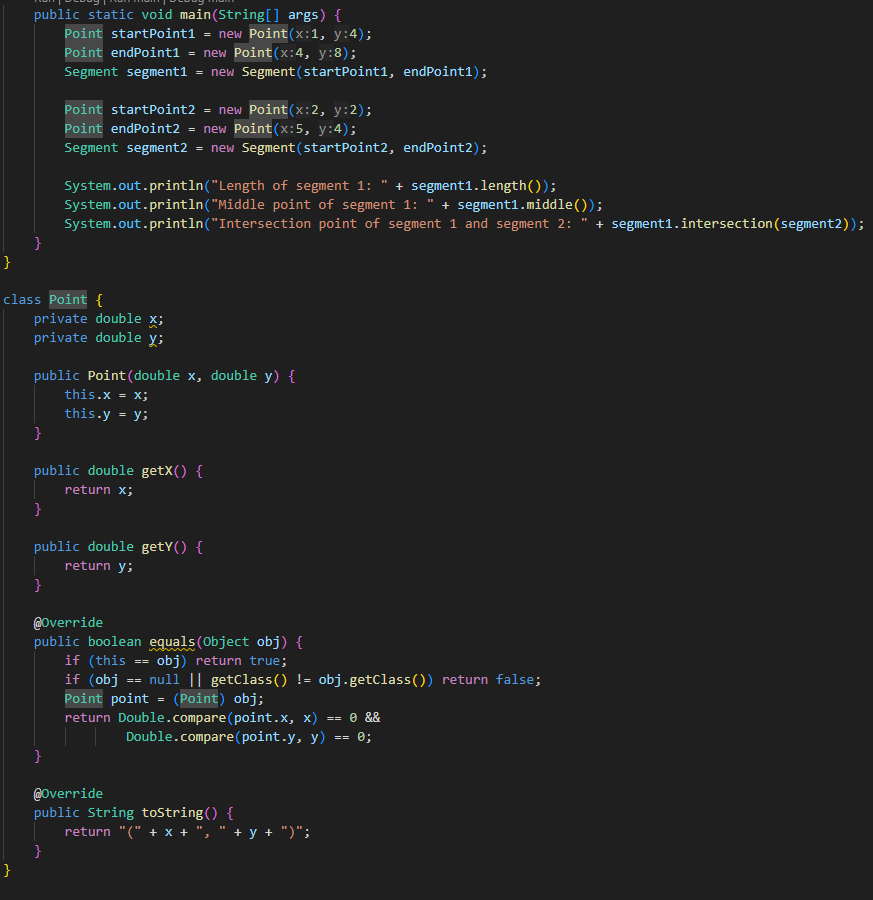 Run | Debug | Run main | Debug main
public static void main(String[] args) {
Point startPoint1 = new Point(x:1, y:4);
Point endPoint1 = new Point(x:4, y:8);
Segment segment1 = new Segment(startPoint1, endPoint1);
Point startPoint2 = new Point(x:2, y:2);
Point endPoint2 = new Point(x:5, y:4);
Segment segment2 = new Segment(startPoint2, endPoint2);
System.out.println("Length of segment 1: " + segment1.length());
System.out.println("Middle point of segment 1: " + segment1.middle());
System.out.println("Intersection point of segment 1 and segment 2: " + segment1.intersection(segment2));
}
}
class Point {
private double x;
private double y;
public Point(double x, double y) {
this.x = x;
this.y = y;
}
public double getX() {
return x;
}
public double getY() {
return y;
}
@Override
public boolean equals(Object obj) {
if (this == obj) return true;
if (obj == null || getClass() != obj.getClass()) return false;
Point point = (Point) obj;
return Double.compare(point.x, x) == 0 &&
Double.compare(point.y, y) == 0;
}
@Override
public String toString() {
return "(" + x + ", " + y + ")";
}
}